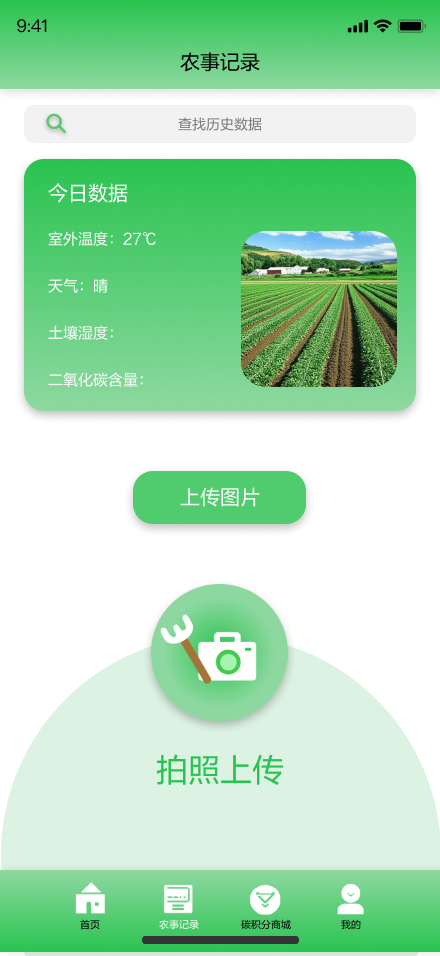 9:41
农事记录
查找历史数据
今日数据
室外温度：27℃
天气：晴
土壤湿度：
二氧化碳含量：
上传图片
拍照上传
首页
农事记录
碳积分商城
我的